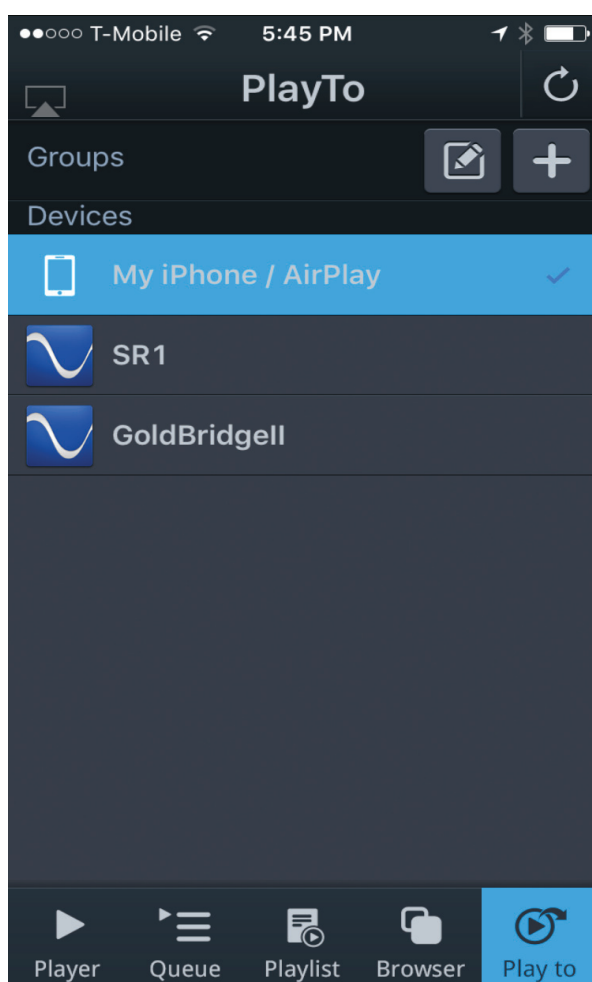 T-Mobile 5:45 PM
PlayTo
Groups
Devices
My iPhone / AirPlay
SR1
GoldBridgeII
Player Queue Playlist Browser Play to